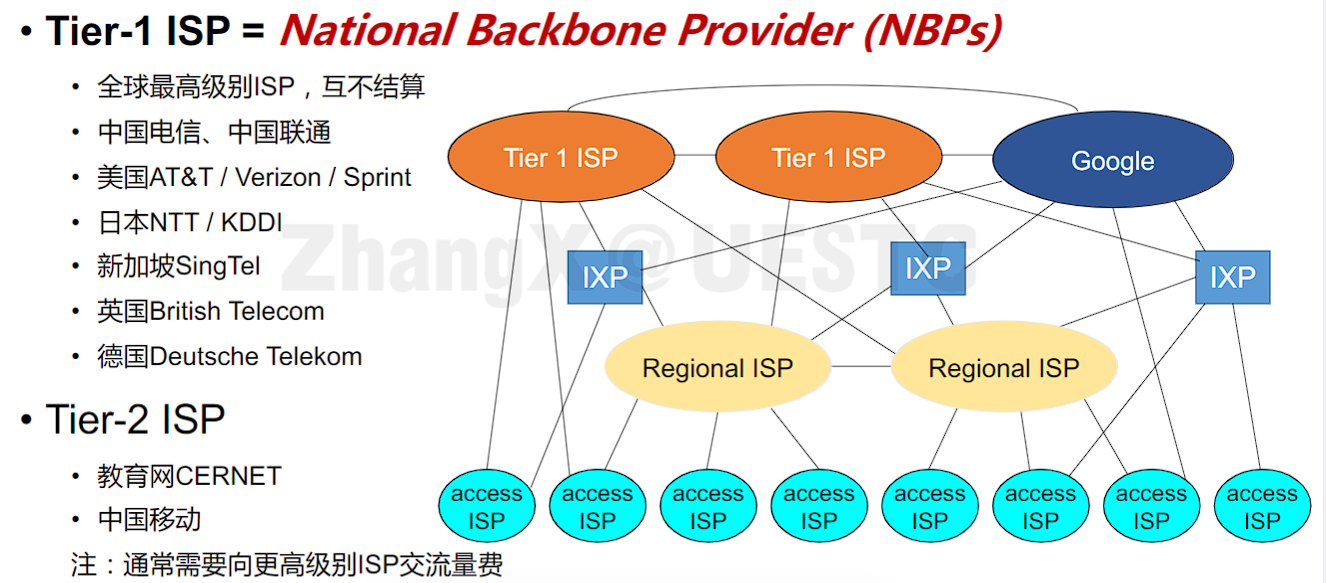 • Tier-1 ISP = National Backbone Provider (NBPs)
• 全球最高级别ISP，互不结算
• 中国电信、中国联通
• 美国AT&T / Verizon / Sprint
• 日本NTT / KDDI
• 新加坡SingTel
• 英国British Telecom
• 德国Deutsche Telekom
• Tier-2 ISP
• 教育网CERNET
• 中国移动
注：通常需要向更高级别ISP交流量费
Tier 1 ISP
Tier 1 ISP
Google
ZhangX@UESTC
IXP
IXP
IXP
Regional ISP
Regional ISP
access
ISP
access
ISP
access
ISP
access
ISP
access
ISP
access
ISP
access
ISP
access
ISP